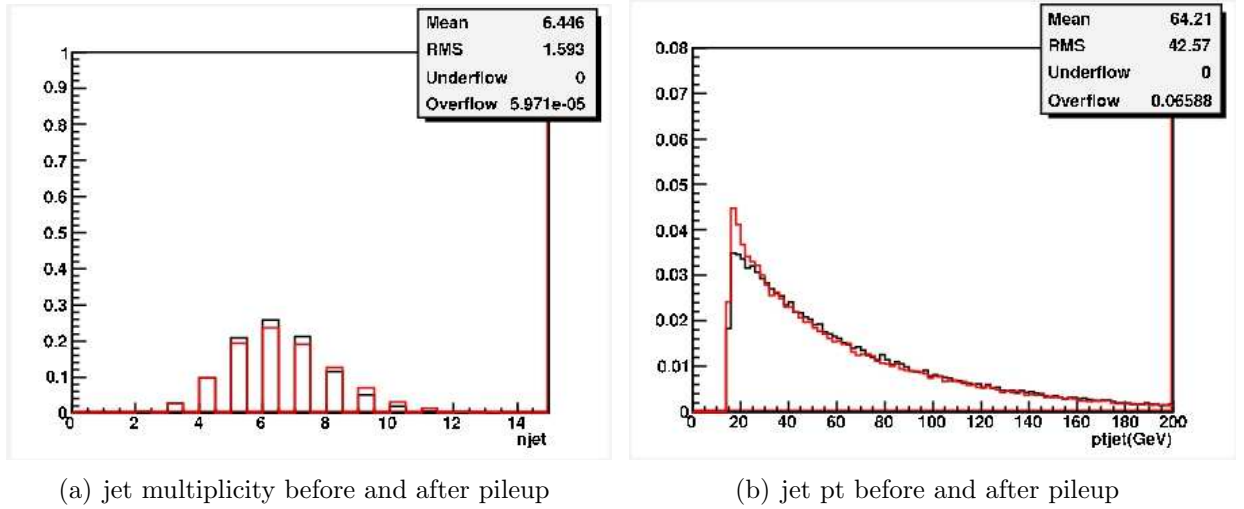 Mean 6.446
RMS 1.593
Underflow 0
Overflow 5.971e-05
1
0.9
0.8
0.7
0.6
0.5
0.4
0.3
0.2
0.1
0
0 2 4 6 8 10 12 14
njet
(a) jet multiplicity before and after pileup
Mean 64.21
RMS 42.57
Underflow 0
Overflow 0.06588
0.08
0.07
0.06
0.05
0.04
0.03
0.02
0.01
0
0 20 40 60 80 100 120 140 160 180 200
ptjet(GeV)
(b) jet pt before and after pileup